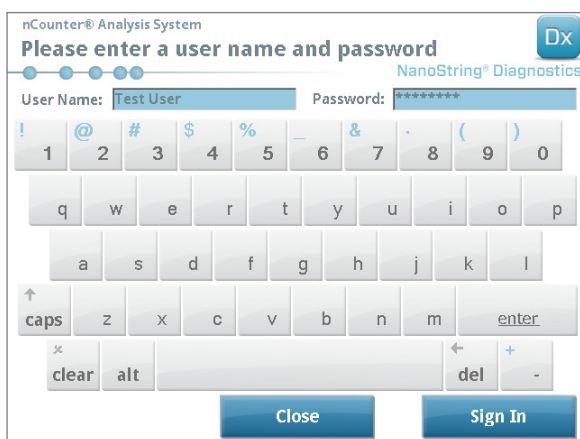 nCounter® Analysis System
Please enter a user name and password
Dx
NanoString® Diagnostics
User Name: Test User Password: ********
! @ # $ % _ & . ( )
1 2 3 4 5 6 7 8 9 0
q w e r t y u i o p
a s d f g h j k l
caps z x c v b n m enter
clear alt del + -
Close Sign In